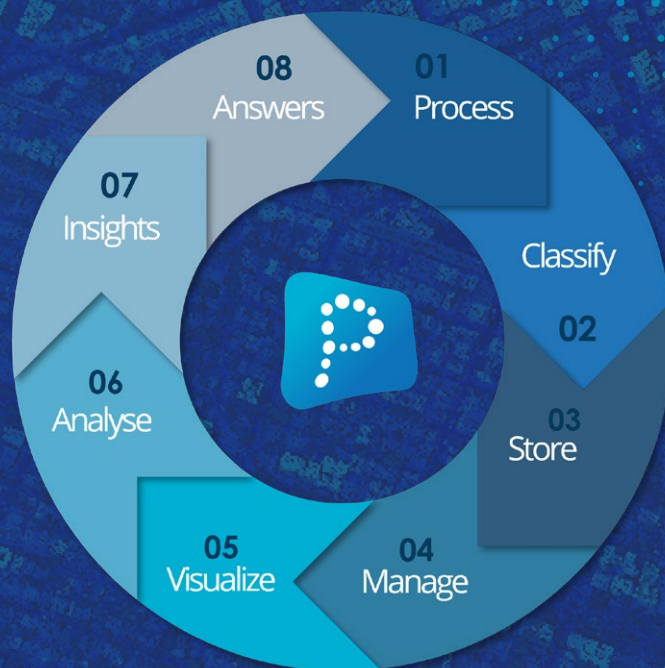 01
Process
Classify
02
03
Store
04
Manage
05
Visualize
06
Analyse
07
Insights
08
Answers
P